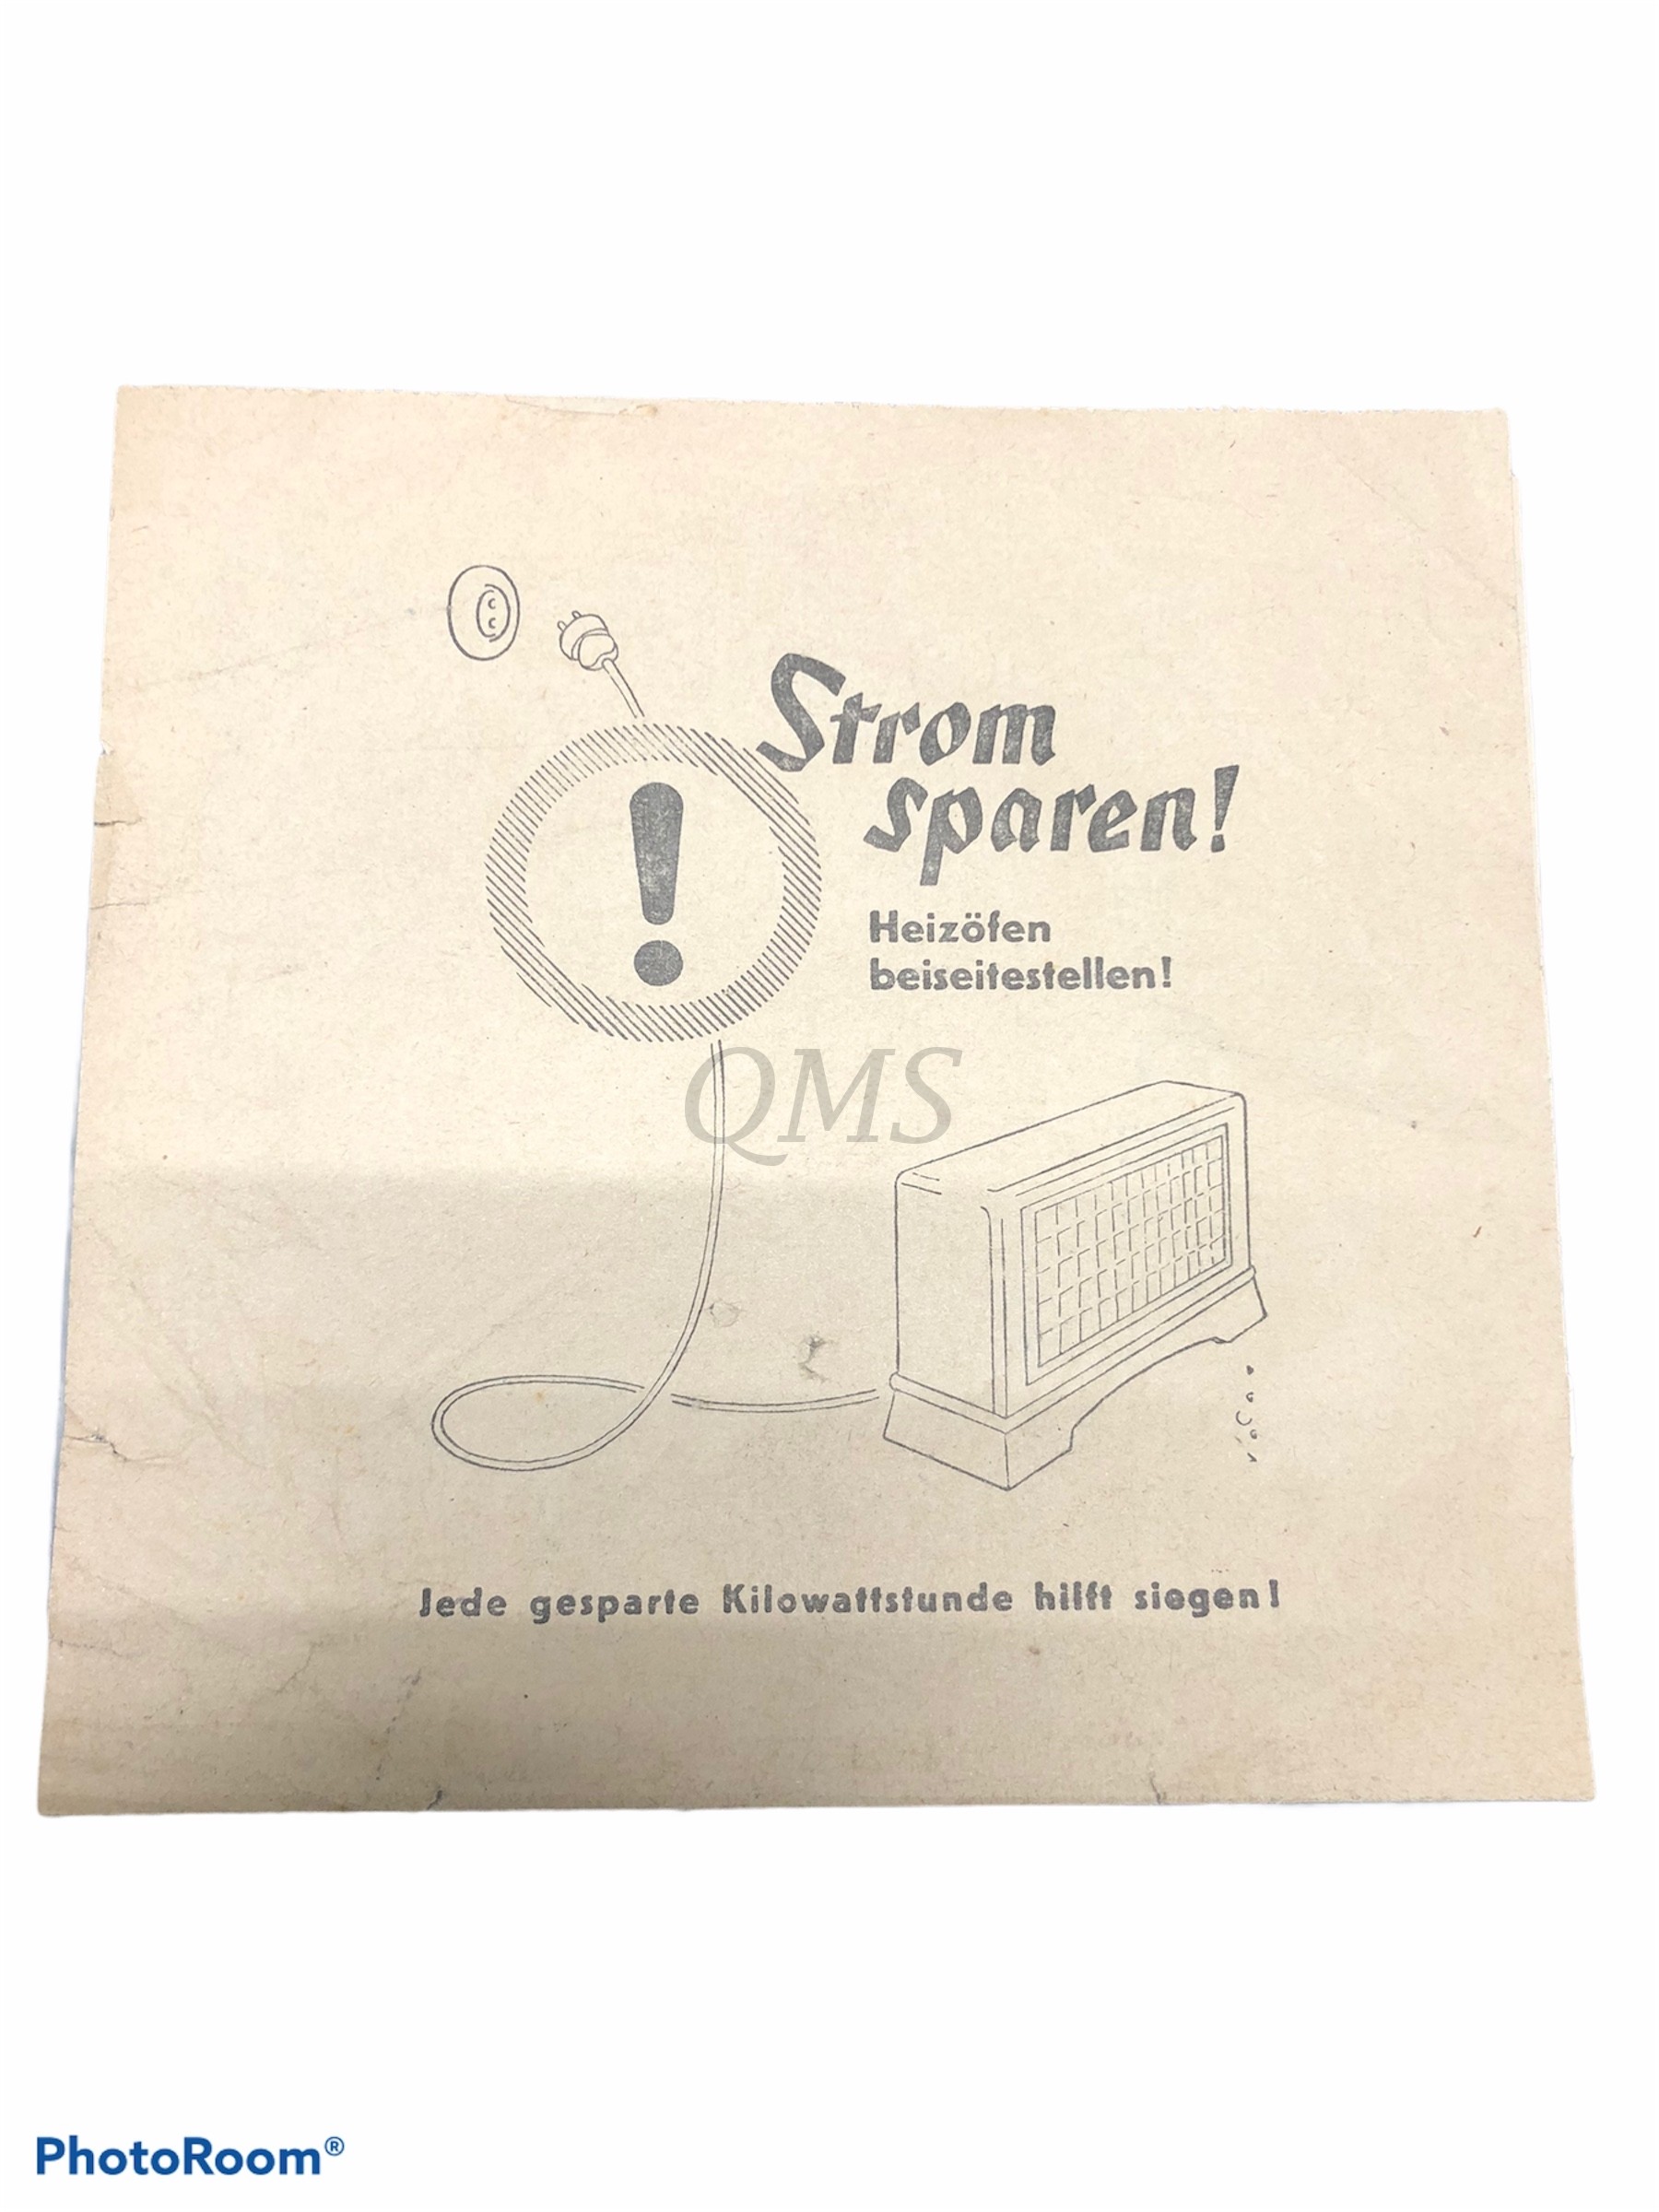 !
Strom
sparen!
Heizöfen
beiseitestellen!
QMS
Jede gesparte Kilowattstunde hilft siegen!
PhotoRoom®